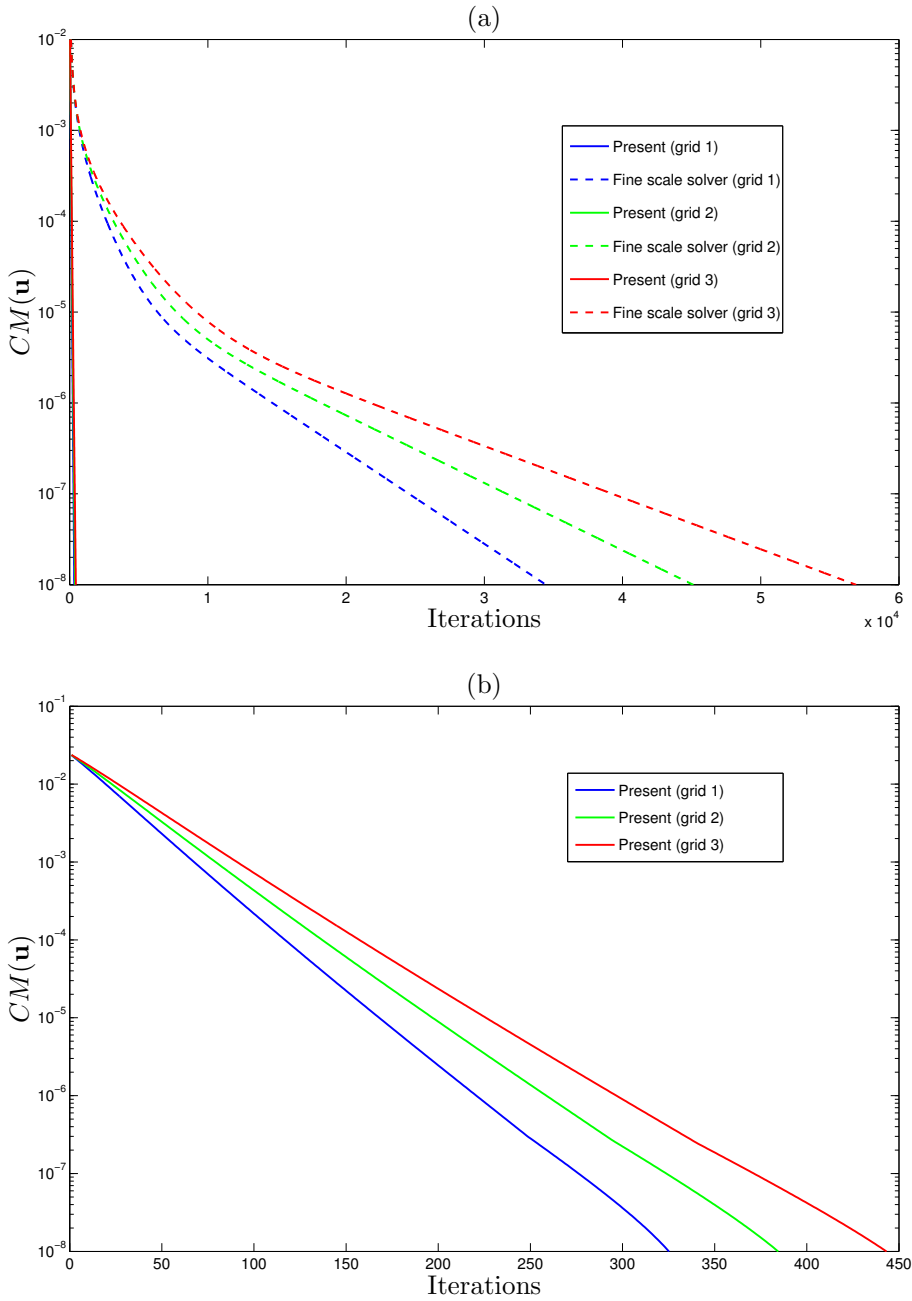 (a)
10⁻²
10⁻³
10⁻⁴
10⁻⁵
10⁻⁶
10⁻⁷
10⁻⁸
CM(u)
Present (grid 1)
Fine scale solver (grid 1)
Present (grid 2)
Fine scale solver (grid 2)
Present (grid 3)
Fine scale solver (grid 3)
0 1 2 3 4 5 6
x 10⁴
Iterations
(b)
10⁻¹
10⁻²
10⁻³
10⁻⁴
10⁻⁵
10⁻⁶
10⁻⁷
10⁻⁸
CM(u)
Present (grid 1)
Present (grid 2)
Present (grid 3)
0 50 100 150 200 250 300 350 400 450
Iterations